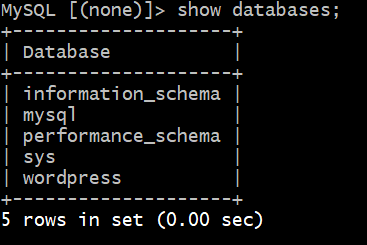 MySQL [(none)]> show databases;
+--------------------+
| Database           |
+--------------------+
| information_schema |
| mysql              |
| performance_schema |
| sys                |
| wordpress          |
+--------------------+
5 rows in set (0.00 sec)